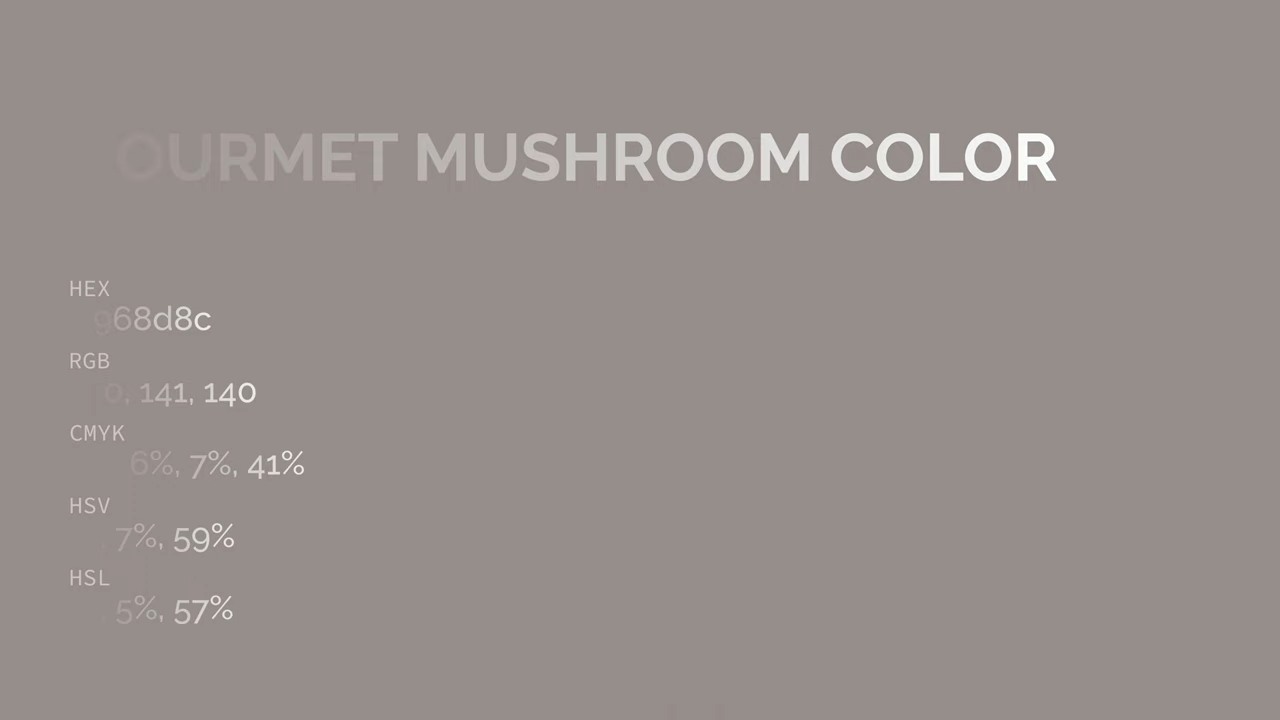 OURMET MUSHROOM COLOR
HEX
968d8c
RGB
0, 141, 140
CMYK
6%, 7%, 41%
HSV
7%, 59%
HSL
5%, 57%